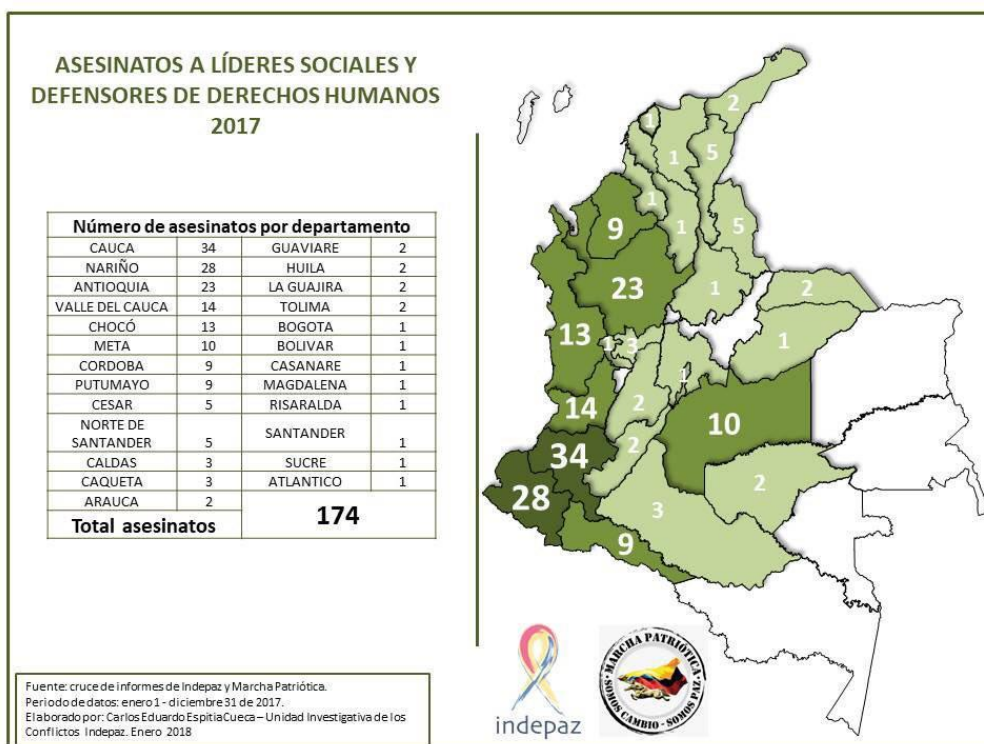 ASESINATOS A LÍDERES SOCIALES Y
DEFENSORES DE DERECHOS HUMANOS
2017
Número de asesinatos por departamento
CAUCA 34 GUAVIARE 2
NARIÑO 28 HUILA 2
ANTIOQUIA 23 LA GUAJIRA 2
VALLE DEL CAUCA 14 TOLIMA 2
CHOCÓ 13 BOGOTA 1
META 10 BOLIVAR 1
CORDOBA 9 CASANARE 1
PUTUMAYO 9 MAGDALENA 1
CESAR 5 RISARALDA 1
NORTE DE
SANTANDER 5 SANTANDER 1
CALDAS 3 SUCRE 1
CAQUETA 3 ATLANTICO 1
ARAUCA 2
Total asesinatos 174
2
1
1
5
1
9
1
5
23
1
2
13
1
3
1
1
14
2
10
34
2
2
28
3
9
indepaz
MARCHA PATRIÓTICA
SOMOS CAMBIO - SOMOS PAZ
Fuente: cruce de informes de Indepaz y Marcha Patriótica.
Periodo de datos: enero 1 - diciembre 31 de 2017.
Elaborado por: Carlos Eduardo Espitia Cueca – Unidad Investigativa de los
Conflictos Indepaz. Enero 2018